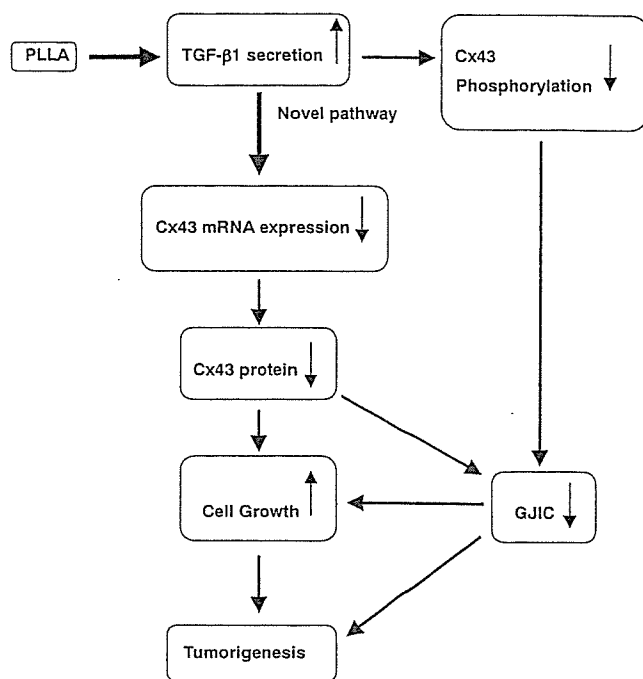 PLLA
TGF-β1 secretion
Cx43
Phosphorylation
Novel pathway
Cx43 mRNA expression
Cx43 protein
Cell Growth
GJIC
Tumorigenesis